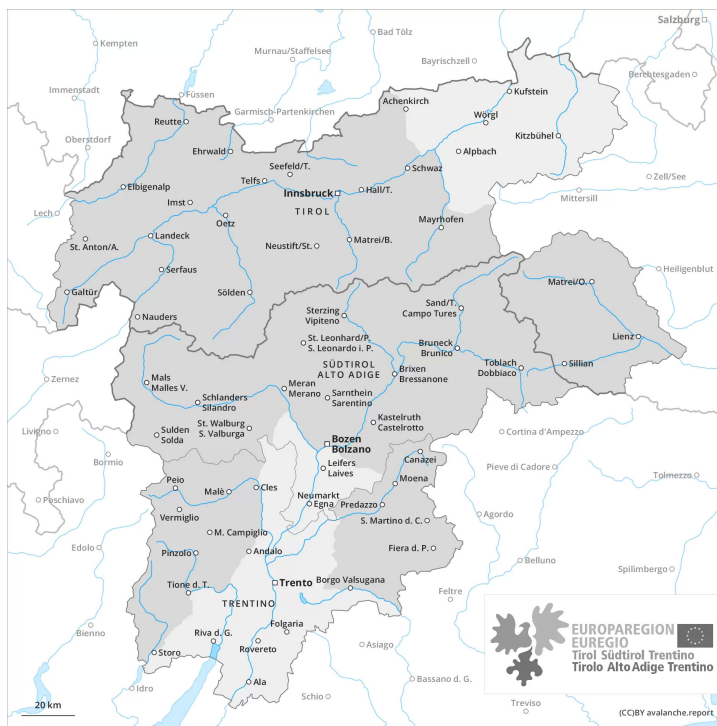 Salzburg
Kempten
Bad Tölz
Murnau/Staffelsee
Bayrischzell
Berchtesgaden
Immenstadt
Füssen
Kufstein
Garmisch-Partenkirchen
Achenkirch
Reutte
Wörgl
Oberstdorf
Kitzbühel
Ehrwald
Alpbach
Seefeld/T.
Schwaz
Telfs
Zell/See
Elbigenalp
Innsbruck
Hall/T.
Mittersill
Imst
TIROL
Lech
Oetz
Mayrhofen
Landeck
St. Anton/A.
Neustift/St.
Matrei/B.
Serfaus
Heiligenblut
Galtür
Sölden
Matrei/O.
Nauders
Sterzing
Vipiteno
Sand/T.
Campo Tures
Lienz
St. Leonhard/P.
S. Leonardo i. P.
Bruneck
Brunico
SÜDTIROL
ALTO ADIGE
Toblach
Dobbiaco
Sillian
Brixen
Bressanone
Zernez
Mals
Malles V.
Meran
Merano
Sarnthein
Sarentino
Schlanders
Silandro
St. Walburg
S. Valburga
Kastelruth
Castelrotto
Livigno
Sulden
Solda
Cortina d'Ampezzo
Bozen
Bolzano
Bormio
Canazei
Leifers
Laives
Pieve di Cadore
Tolmezzo
Peio
Malè
Cles
Moena
Poschiavo
Neumarkt
Egna
Predazzo
Vermiglio
Agordo
S. Martino d. C.
M. Campiglio
Edolo
Pinzolo
Andalo
Fiera d. P.
Belluno
Spilimbergo
Tione d. T.
Trento
Borgo Valsugana
Feltre
TRENTINO
Folgaria
Bienno
Riva d. G.
Rovereto
Asiago
Storo
Idro
Ala
Bassano d. G.
Schio
Treviso
EUROPAREGION
EUREGIO
Tirol Südtirol Trentino
Tirolo Alto Adige Trentino
20 km
(CC)BY avalanche.report